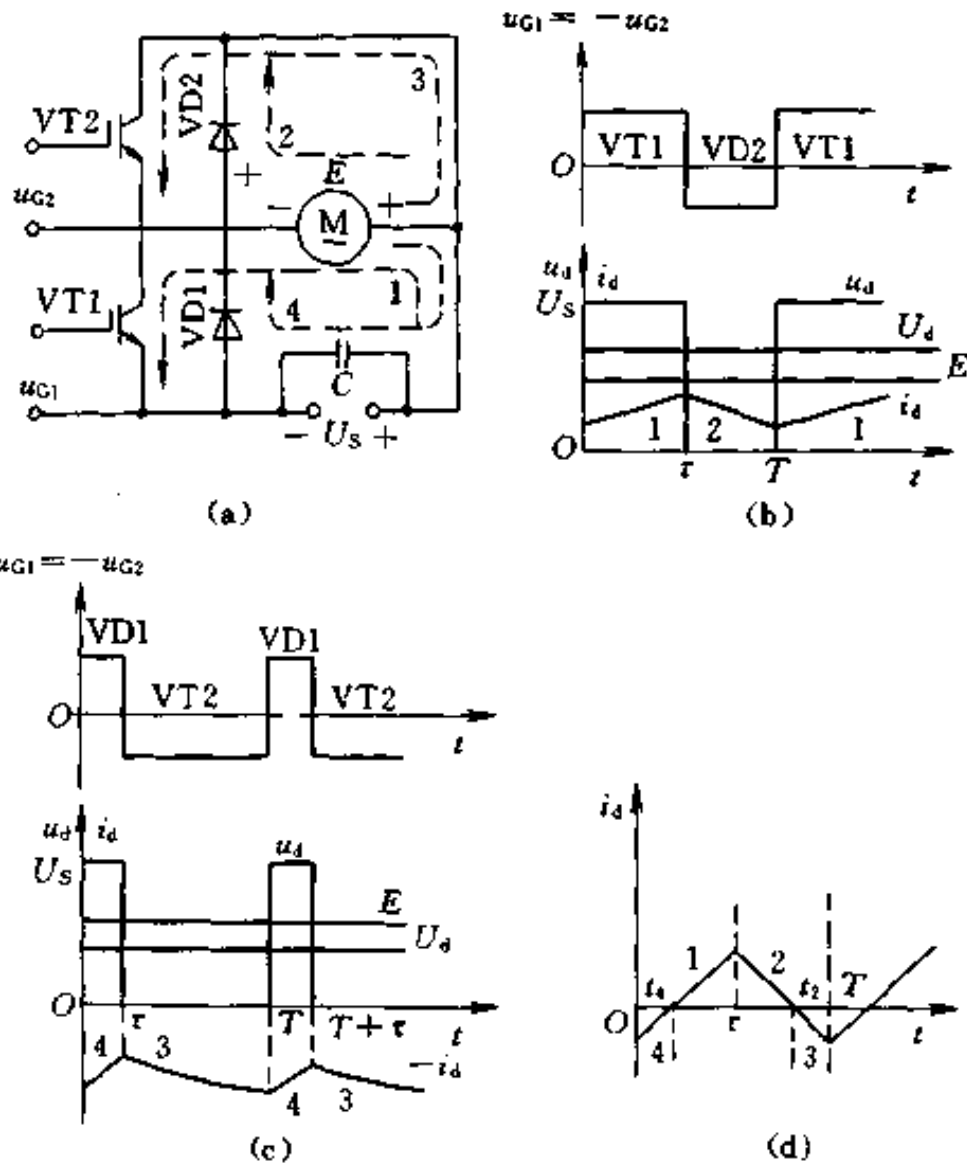 u_G1 = -u_G2
VT2
VD2
3
2
E
+
-
+
M
u_G2
VT1
VD1
4
1
C
u_G1
- U_S +
(a)
O
VT1
VD2
VT1
t
u_d
i_d
U_S
u_d
U_d
E
i_d
1
2
1
O
τ
T
t
(b)
u_G1 = -u_G2
VD1
VD1
VT2
VT2
O
t
u_d
i_d
U_S
u_d
E
U_d
O
τ
T
T+τ
t
4
3
4
3
-i_d
(c)
i_d
1
2
t_4
t_2
T
O
τ
t
4
3
(d)